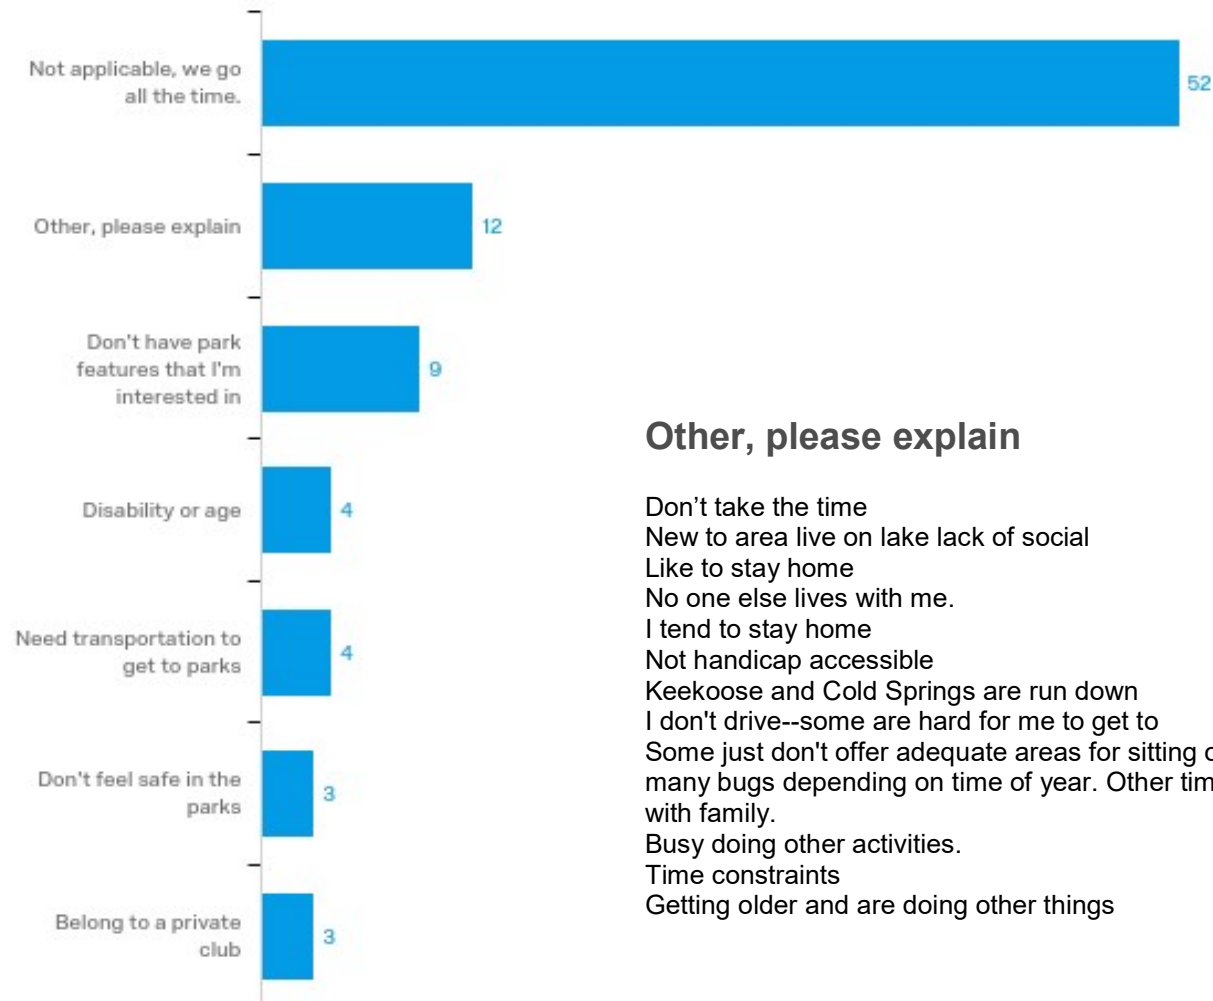 Not applicable, we go
all the time.
52
Other, please explain
12
Don't have park
features that I'm
interested in
9
Disability or age
4
Need transportation to
get to parks
4
Don't feel safe in the
parks
3
Belong to a private
club
3
Other, please explain
Don’t take the time
New to area live on lake lack of social
Like to stay home
No one else lives with me.
I tend to stay home
Not handicap accessible
Keekoose and Cold Springs are run down
I don't drive--some are hard for me to get to
Some just don't offer adequate areas for sitting
many bugs depending on time of year. Other
with family.
Busy doing other activities.
Time constraints
Getting older and are doing other things